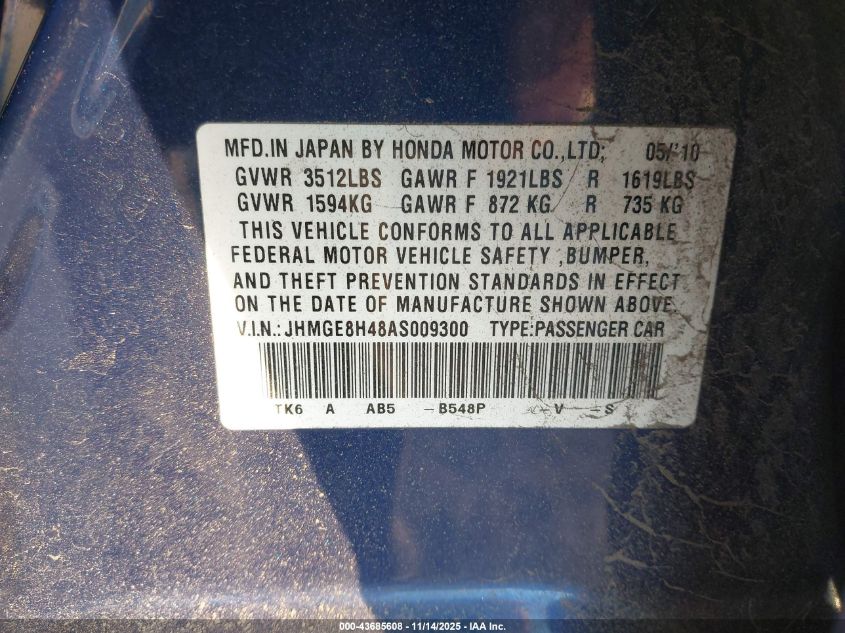 MFD.IN JAPAN BY HONDA MOTOR CO.,LTD, 05/'10
GVWR 3512LBS GAWR F 1921LBS R 1619LBS
GVWR 1594KG GAWR F 872 KG R 735 KG
THIS VEHICLE CONFORMS TO ALL APPLICABLE
FEDERAL MOTOR VEHICLE SAFETY ,BUMPER,
AND THEFT PREVENTION STANDARDS IN EFFECT
ON THE DATE OF MANUFACTURE SHOWN ABOVE.
V.I.N.: JHMGE8H48AS009300 TYPE:PASSENGER CAR
TK6 A AB5 -B548P -V -S
000-43685608 - 11/14/2025 - IAA Inc.